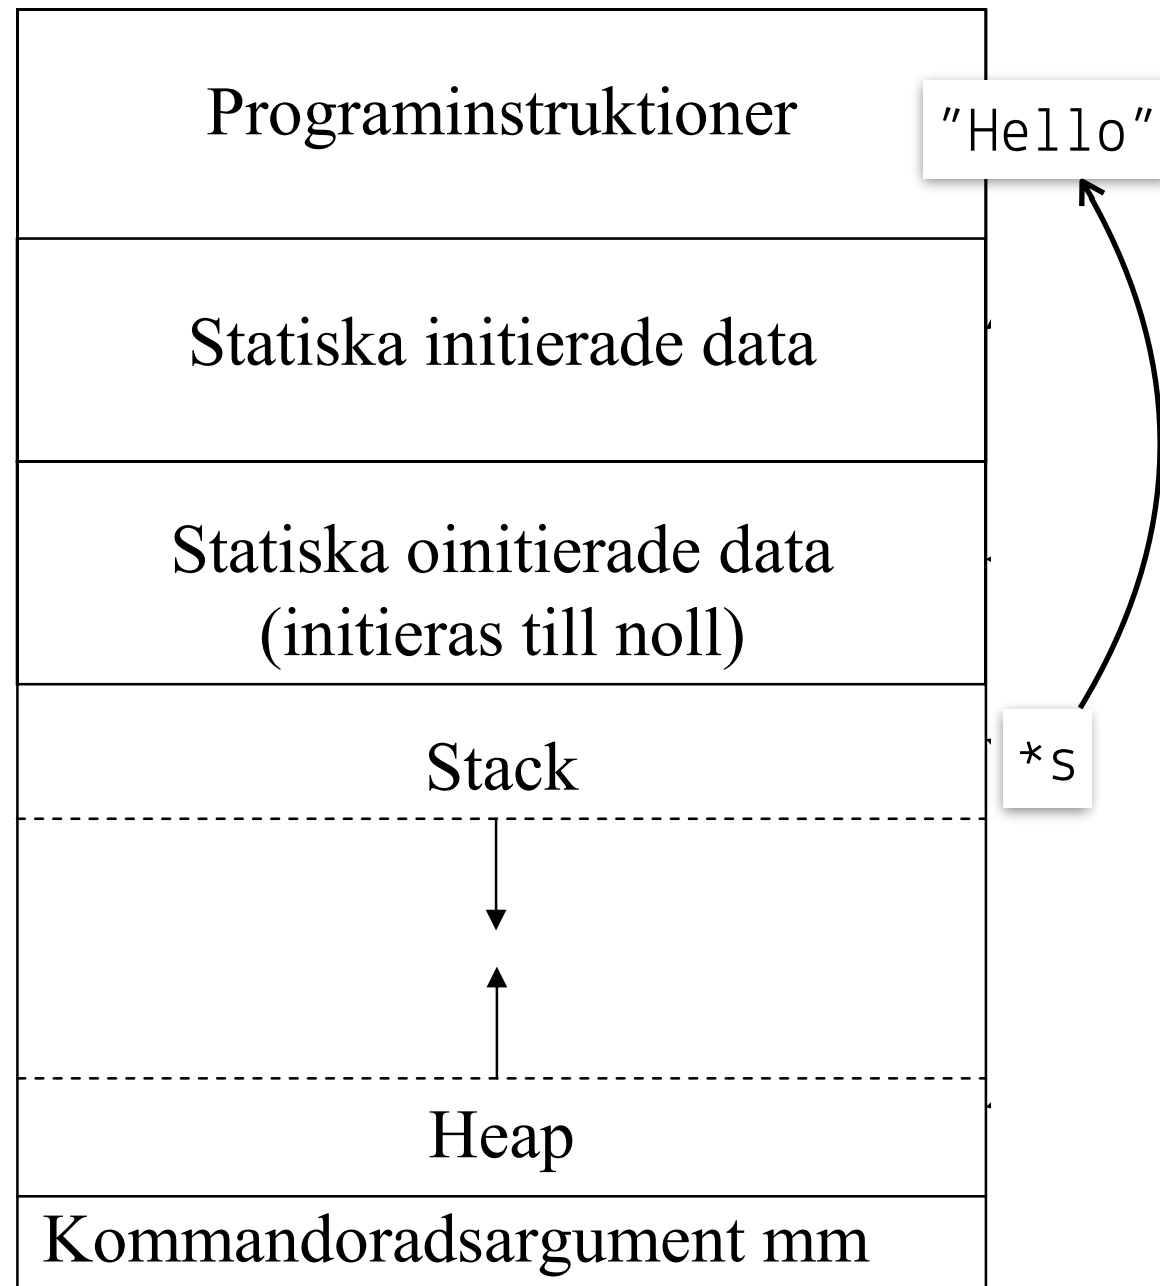 Programinstruktioner
”Hello”
Statiska initierade data
Statiska oinitierade data
(initieras till noll)
Stack
*s
Heap
Kommandoradsargument mm